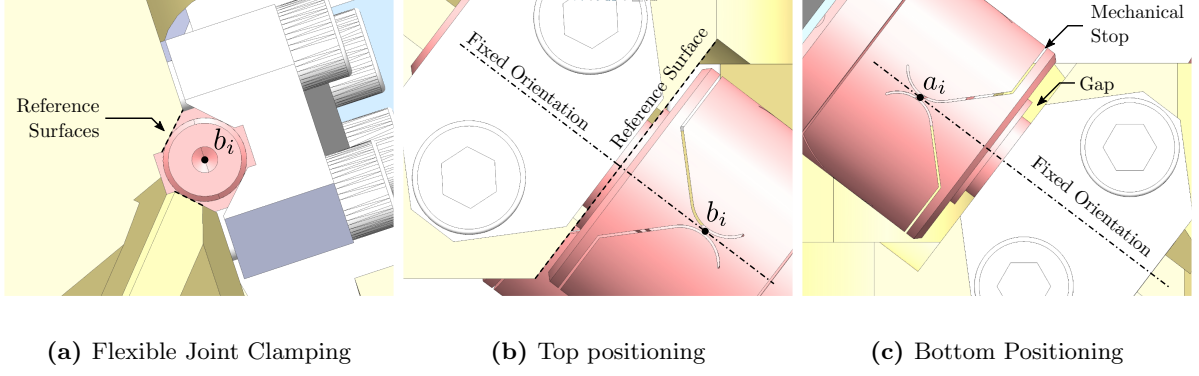 Reference
Surfaces
b_i
Fixed Orientation
Reference Surface
b_i
Mechanical
Stop
a_i
Gap
Fixed Orientation
(a) Flexible Joint Clamping
(b) Top positioning
(c) Bottom Positioning